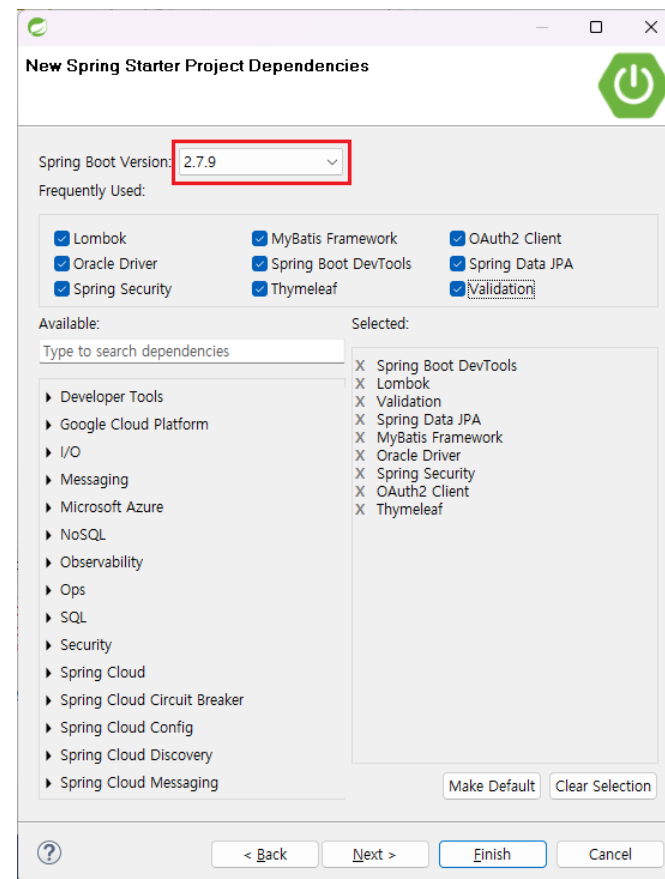 New Spring Starter Project Dependencies
Spring Boot Version: 2.7.9
Frequently Used:
Lombok MyBatis Framework OAuth2 Client
Oracle Driver Spring Boot DevTools Spring Data JPA
Spring Security Thymeleaf Validation
Available:
Type to search dependencies
Developer Tools
Google Cloud Platform
I/O
Messaging
Microsoft Azure
NoSQL
Observability
Ops
SQL
Security
Spring Cloud
Spring Cloud Circuit Breaker
Spring Cloud Config
Spring Cloud Discovery
Spring Cloud Messaging
Selected:
X Spring Boot DevTools
X Lombok
X Validation
X Spring Data JPA
X MyBatis Framework
X Oracle Driver
X Spring Security
X OAuth2 Client
X Thymeleaf
Make Default Clear Selection
? < Back Next > Finish Cancel